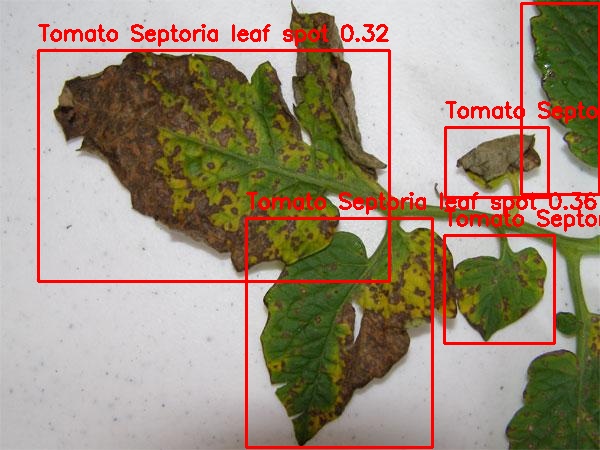 Tomato Septoria leaf spot 0.32
Tomato Septo
Tomato Septoria leaf spot 0.36
Tomato Septor